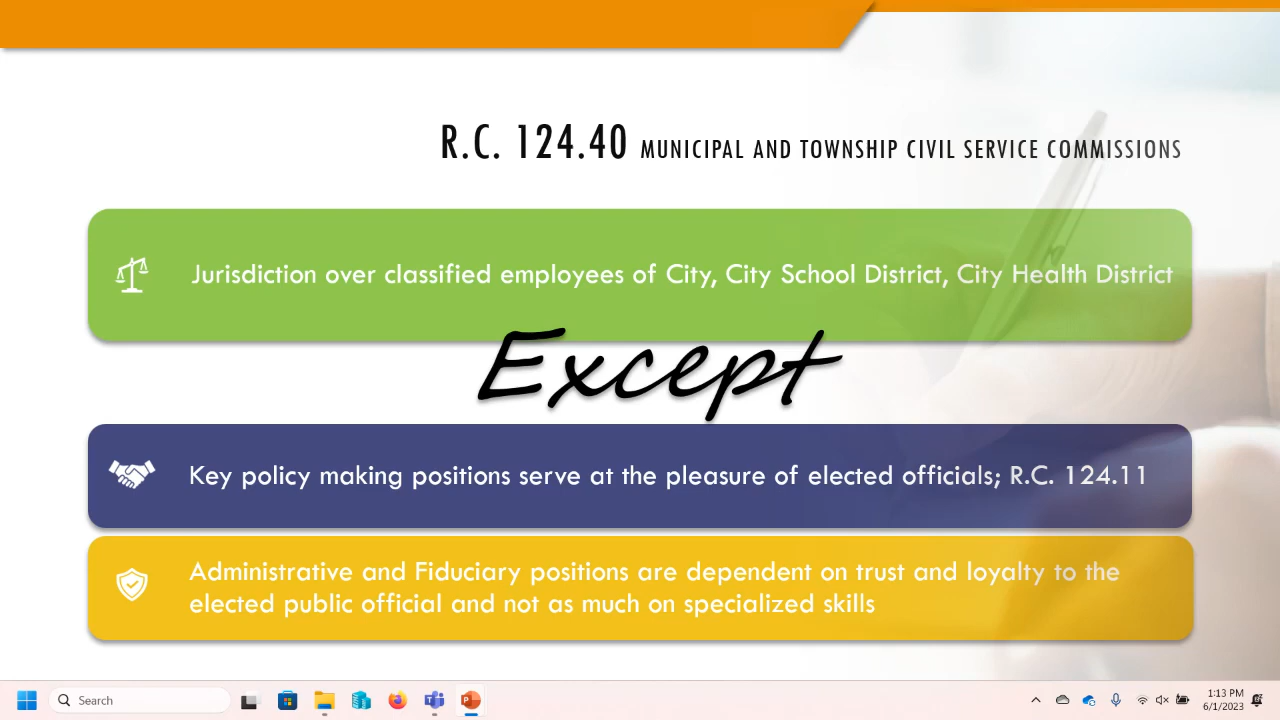 R.C. 124.40 MUNICIPAL AND TOWNSHIP CIVIL SERVICE COMMISSIONS
Jurisdiction over classified employees of City, City School District, City Health District
Except
Key policy making positions serve at the pleasure of elected officials; R.C. 124.11
Administrative and Fiduciary positions are dependent on trust and loyalty to the
elected public official and not as much on specialized skills
Search
1:13 PM
6/1/2023